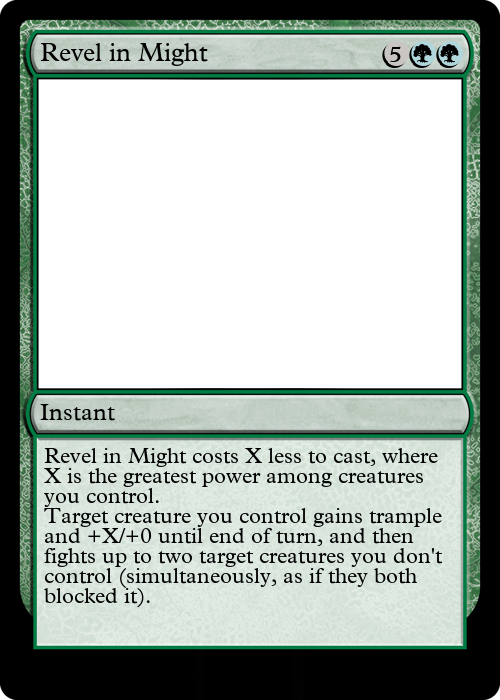 Revel in Might 5
Instant
Revel in Might costs X less to cast, where
X is the greatest power among creatures
you control.
Target creature you control gains trample
and +X/+0 until end of turn, and then
fights up to two target creatures you don't
control (simultaneously, as if they both
blocked it).